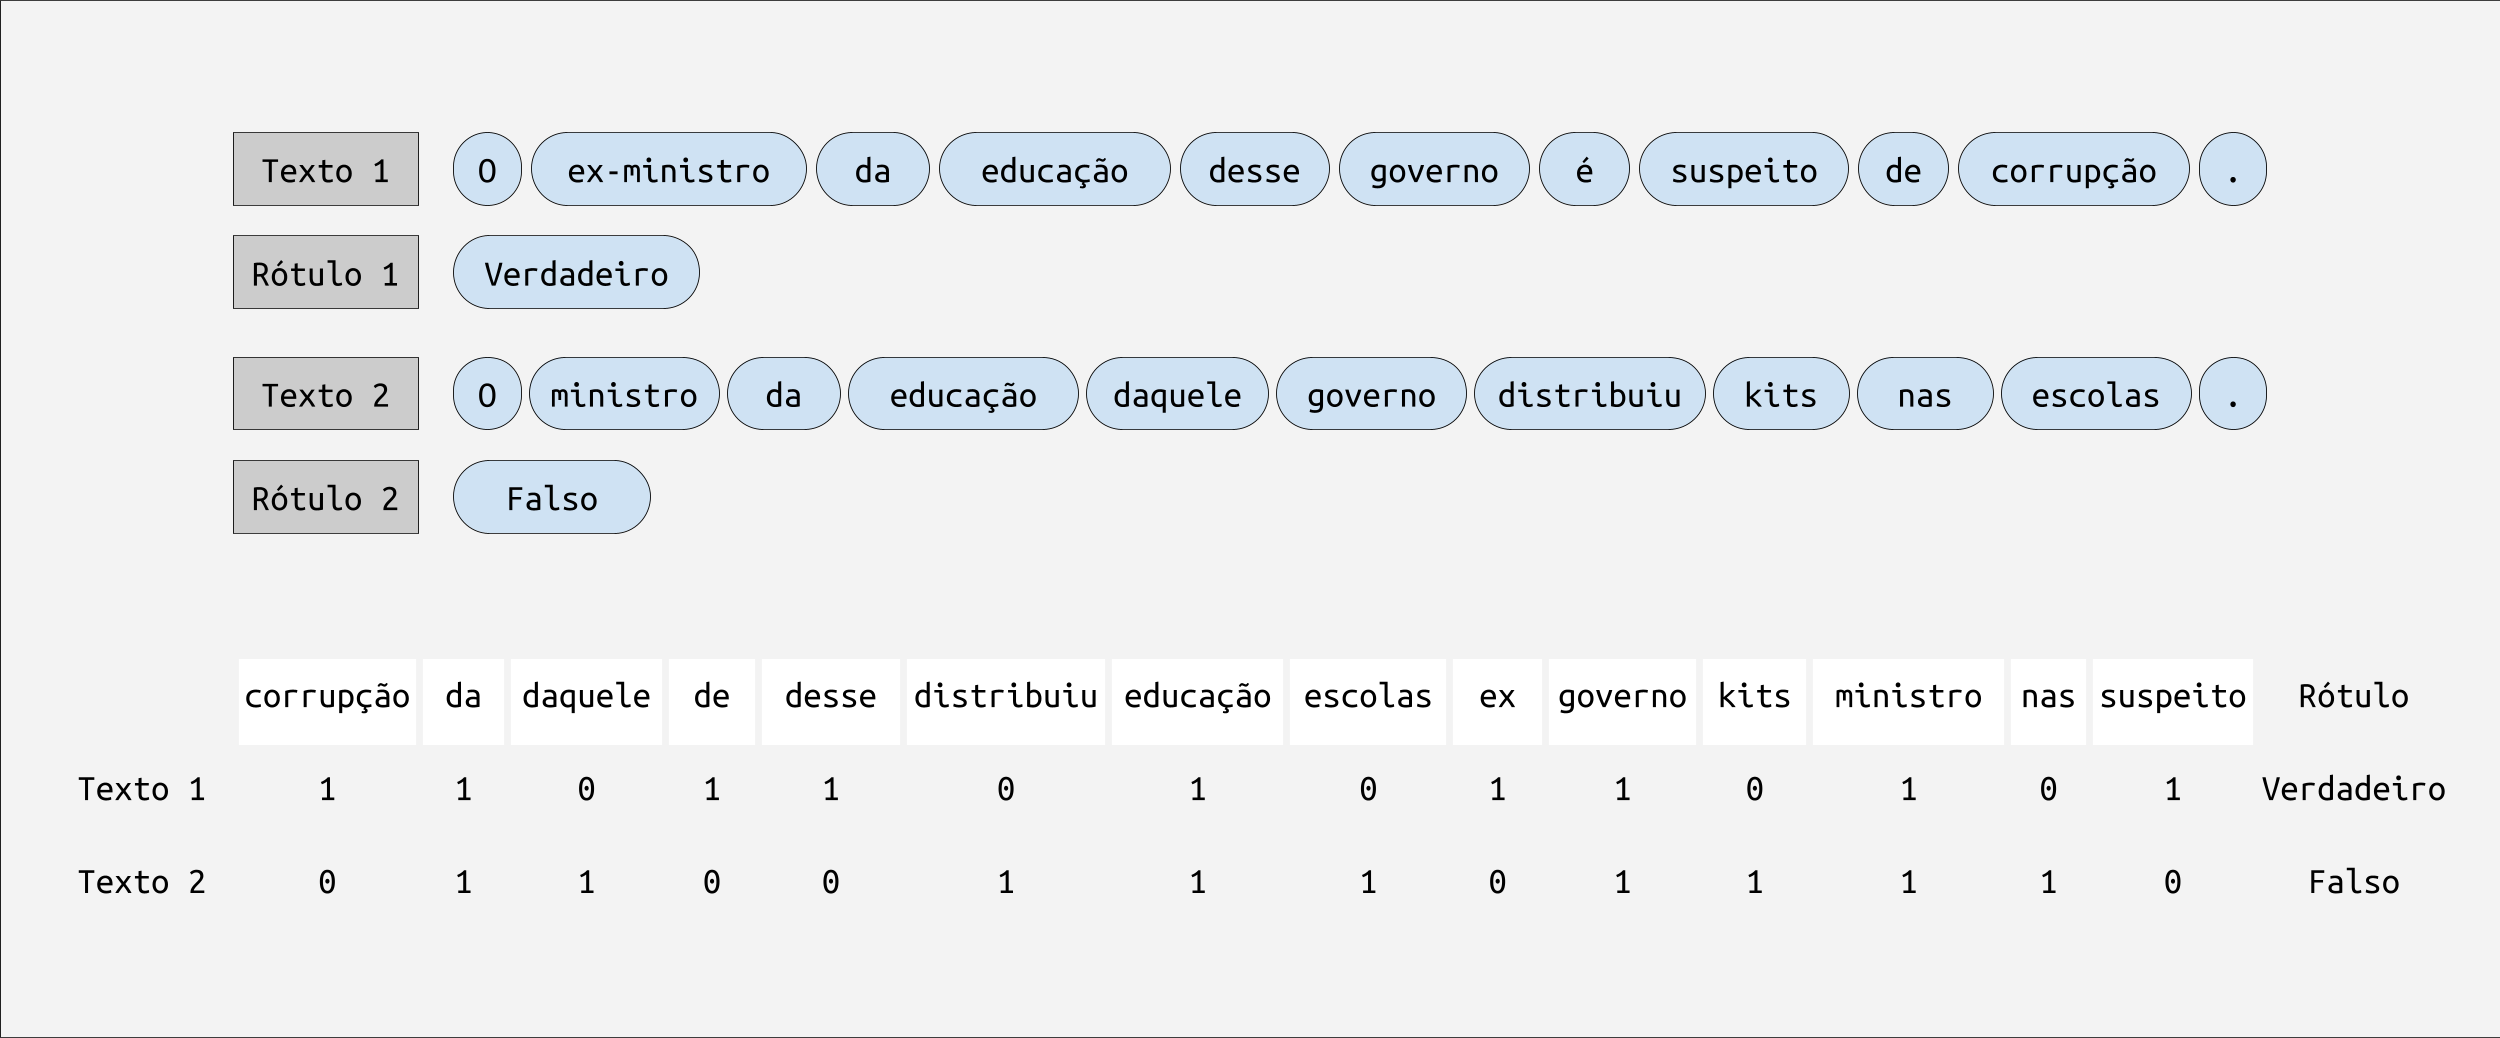 Texto 1 O ex-ministro da educação desse governo é suspeito de corrupção .
Rótulo 1 Verdadeiro
Texto 2 O ministro da educação daquele governo distribuiu kits nas escolas .
Rótulo 2 Falso
corrupção da daquele de desse distribuiu educação escolas ex governo kits ministro nas suspeito Rótulo
Texto 1 1 1 0 1 1 0 1 0 1 1 0 1 0 1 Verdadeiro
Texto 2 0 1 1 0 0 1 1 1 0 1 1 1 1 0 Falso